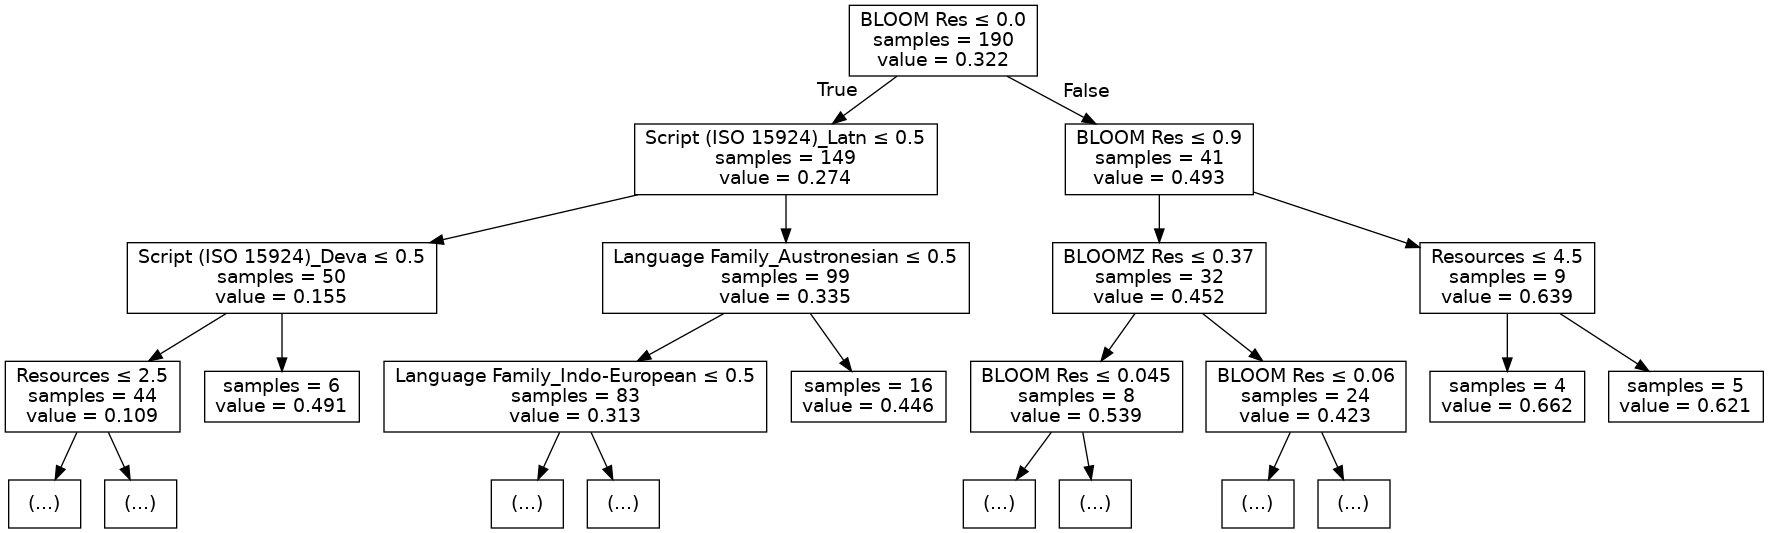 BLOOM Res ≤ 0.0
samples = 190
value = 0.322
True
False
Script (ISO 15924)_Latn ≤ 0.5
samples = 149
value = 0.274
BLOOM Res ≤ 0.9
samples = 41
value = 0.493
Script (ISO 15924)_Deva ≤ 0.5
samples = 50
value = 0.155
Language Family_Austronesian ≤ 0.5
samples = 99
value = 0.335
BLOOMZ Res ≤ 0.37
samples = 32
value = 0.452
Resources ≤ 4.5
samples = 9
value = 0.639
Resources ≤ 2.5
samples = 44
value = 0.109
samples = 6
value = 0.491
Language Family_Indo-European ≤ 0.5
samples = 83
value = 0.313
samples = 16
value = 0.446
BLOOM Res ≤ 0.045
samples = 8
value = 0.539
BLOOM Res ≤ 0.06
samples = 24
value = 0.423
samples = 4
value = 0.662
samples = 5
value = 0.621
(...)
(...)
(...)
(...)
(...)
(...)
(...)
(...)